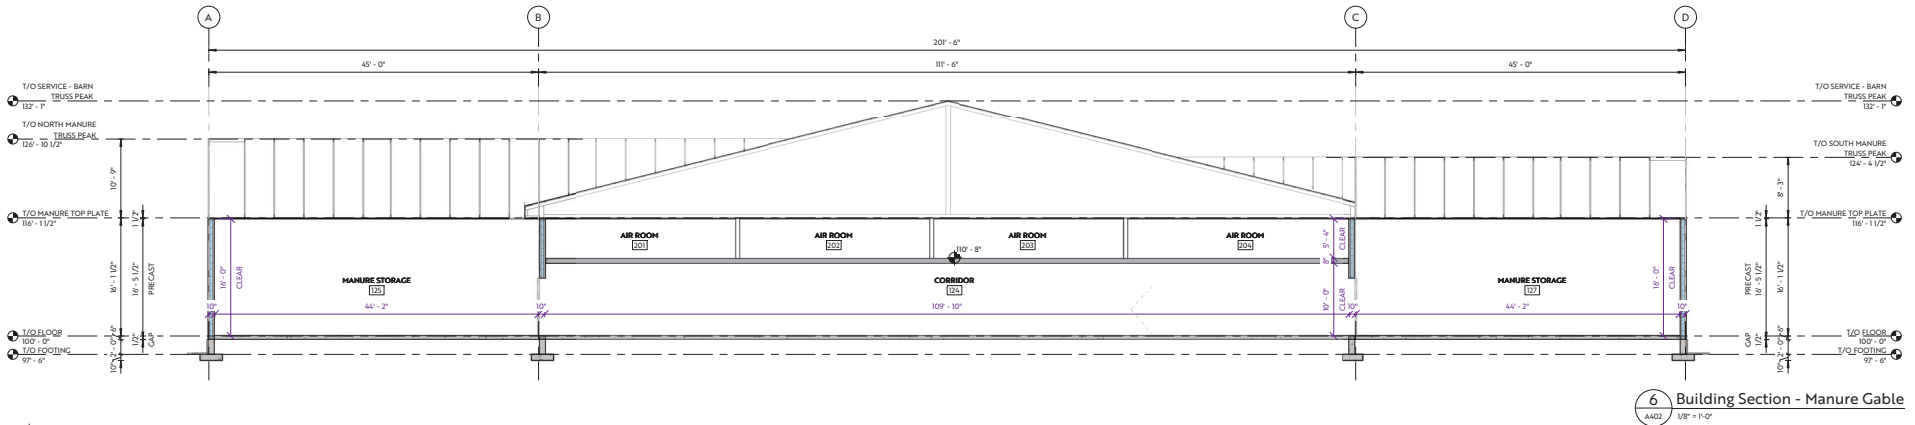 A
B
C
D
201' - 6"
45' - 0"
111' - 6"
45' - 0"
T/O SERVICE - BARN
TRUSS PEAK
132' - 1"
T/O SERVICE - BARN
TRUSS PEAK
132' - 1"
T/O NORTH MANURE
TRUSS PEAK
126' - 10 1/2"
T/O SOUTH MANURE
TRUSS PEAK
124' - 4 1/2"
10' - 9"
8' - 3"
T/O MANURE TOP PLATE
116' - 1 1/2"
1 1/2"
1 1/2"
T/O MANURE TOP PLATE
116' - 1 1/2"
AIR ROOM
201
AIR ROOM
202
AIR ROOM
203
AIR ROOM
204
5' - 4"
CLEAR
110' - 8"
8"
16' - 1 1/2"
16' - 5 1/2"
PRECAST
16' - 0"
CLEAR
MANURE STORAGE
125
CORRIDOR
124
MANURE STORAGE
127
10' - 0"
CLEAR
16' - 0"
CLEAR
PRECAST
16' - 5 1/2"
16' - 1 1/2"
10"
44' - 2"
10"
109' - 10"
10"
44' - 2"
10"
T/O FLOOR
100' - 0"
T/O FOOTING
97' - 6"
10"
2' - 0"
6"
1/2"
GAP
GAP
1/2"
10"
2' - 0"
6"
T/O FLOOR
100' - 0"
T/O FOOTING
97' - 6"
6
A402
Building Section - Manure Gable
1/8" = 1'-0"